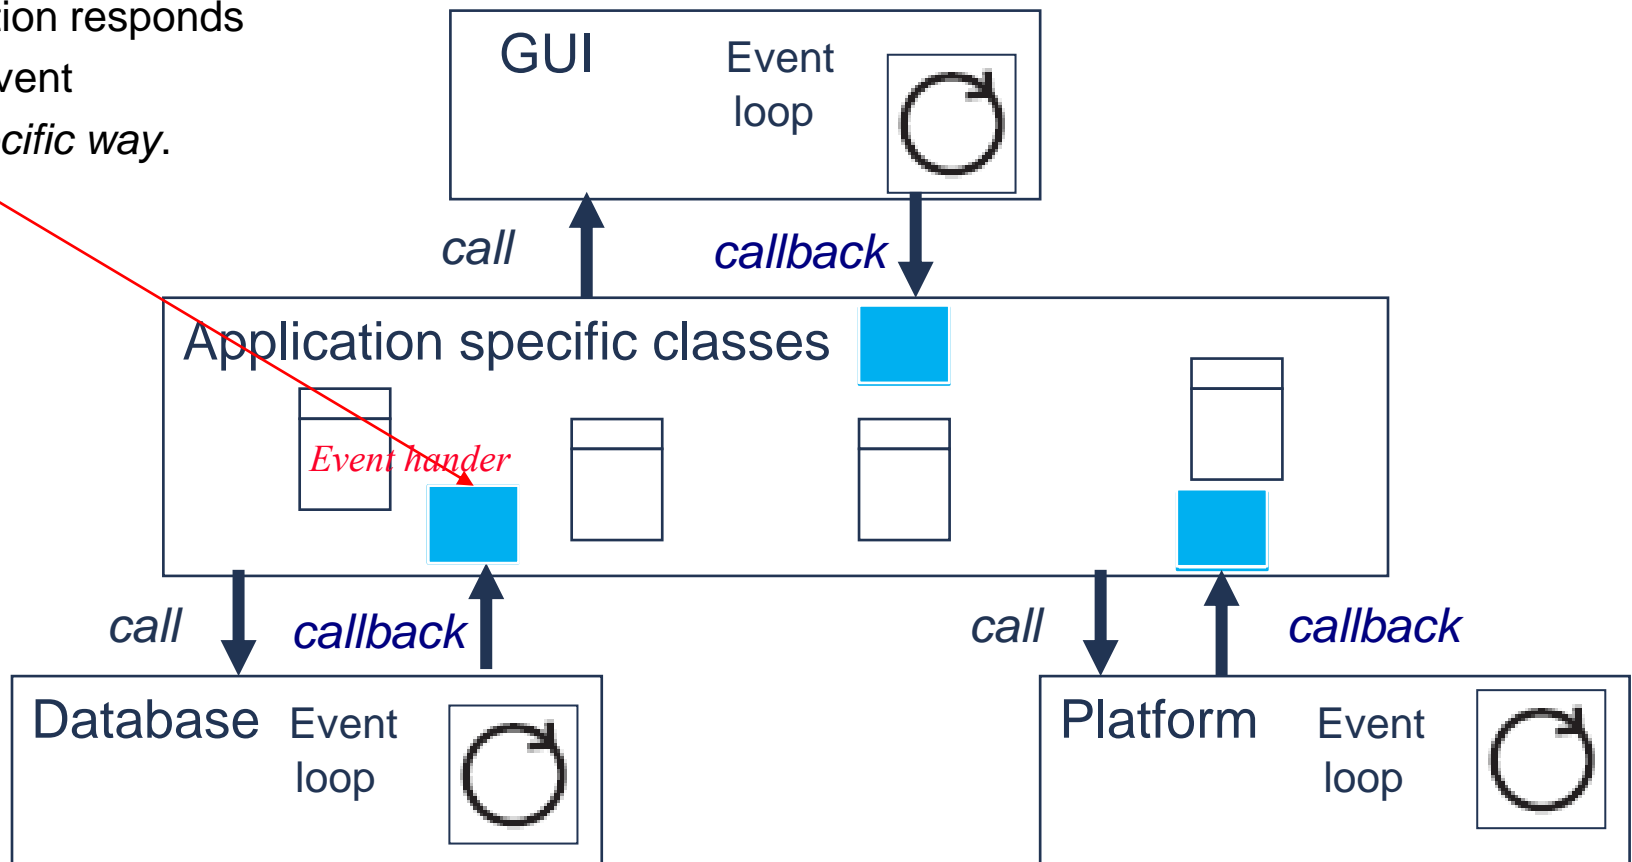 tion responds
vent
cific way.
GUI
Event
loop
call
callback
Application specific classes
Event hander
call
callback
call
callback
Database
Event
loop
Platform
Event
loop